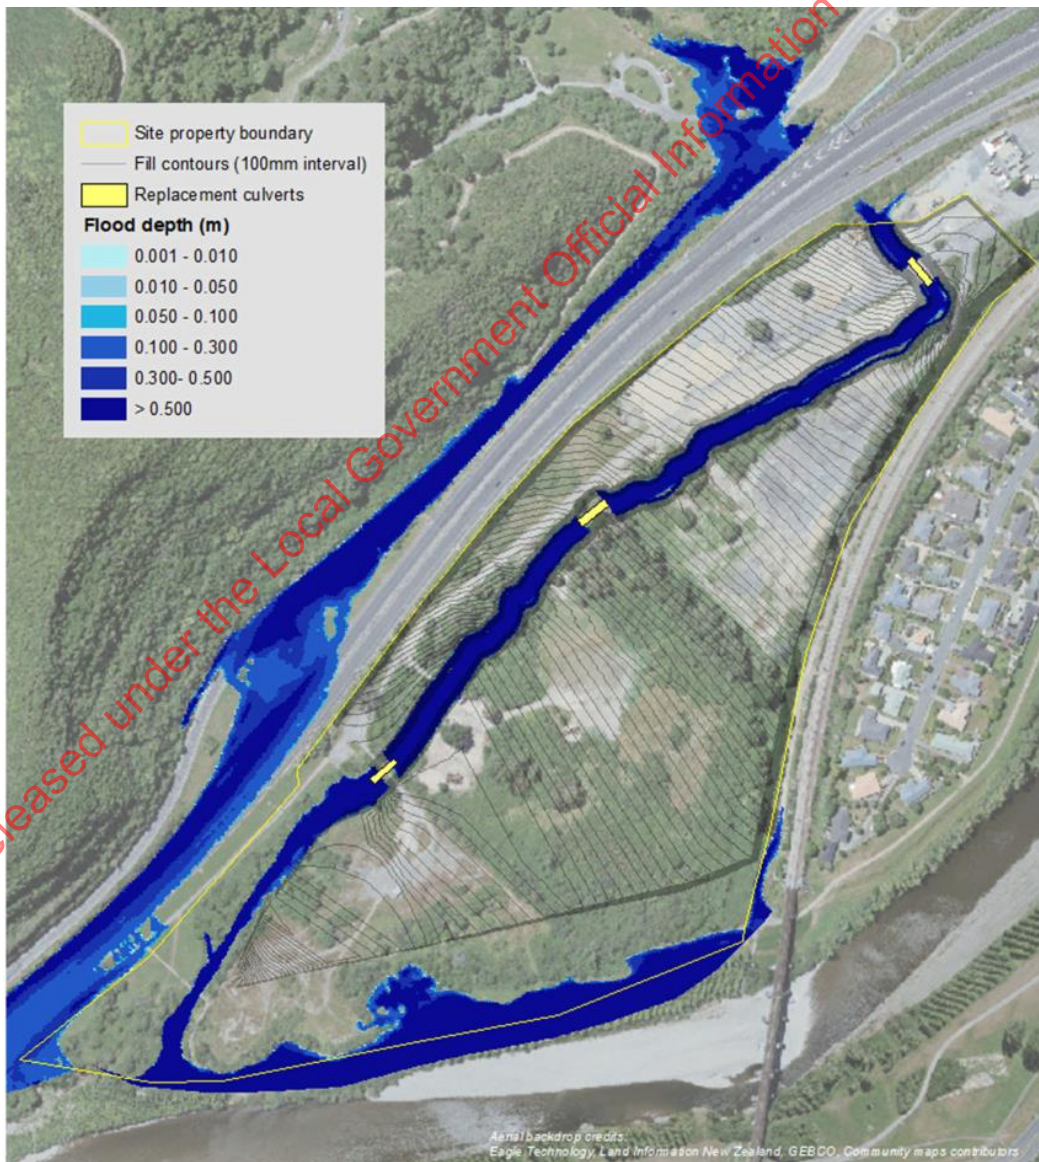 Released under the Local Government Official Information
Site property boundary
Fill contours (100mm interval)
Replacement culverts
Flood depth (m)
0.001 - 0.010
0.010 - 0.050
0.050 - 0.100
0.100 - 0.300
0.300- 0.500
> 0.500
Aerial backdrop credits:
Eagle Technology, Land Information New Zealand, GEBCO, Community maps contributors